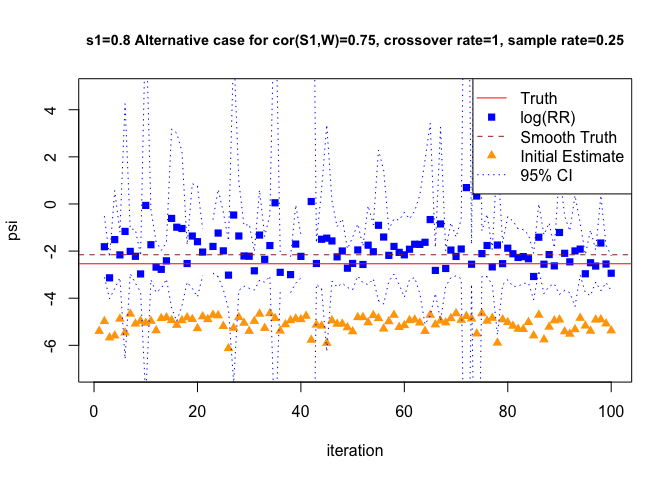 s1=0.8 Alternative case for cor(S1,W)=0.75, crossover rate=1, sample rate=0.25
Truth
log(RR)
Smooth Truth
Initial Estimate
95% CI
4
2
0
-2
-4
-6
psi
0 20 40 60 80 100
iteration